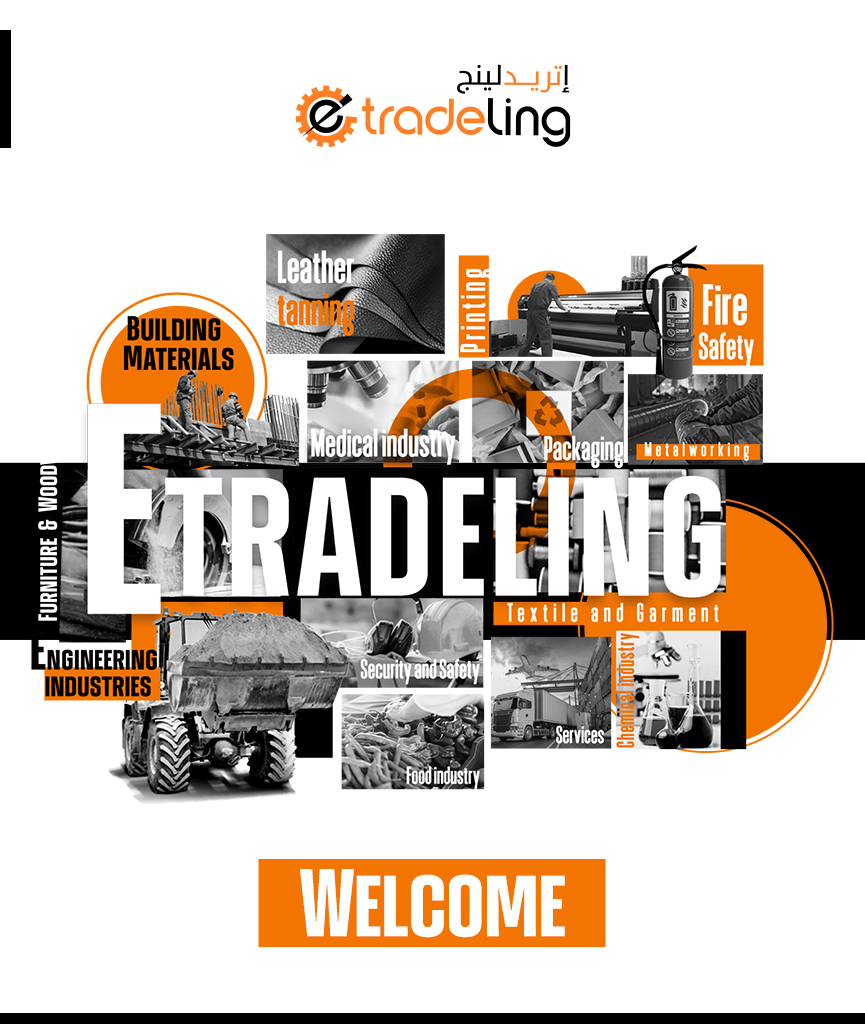 إتريدلينج
etradeling
Leather
tanning
Printing
Fire
Safety
BUILDING
MATERIALS
Medical industry
Packaging
Metalworking
FURNITURE & WOOD
ETRADELING
Textile and Garment
ENGINEERING
INDUSTRIES
Security and Safety
Chemical industry
Services
Food industry
WELCOME